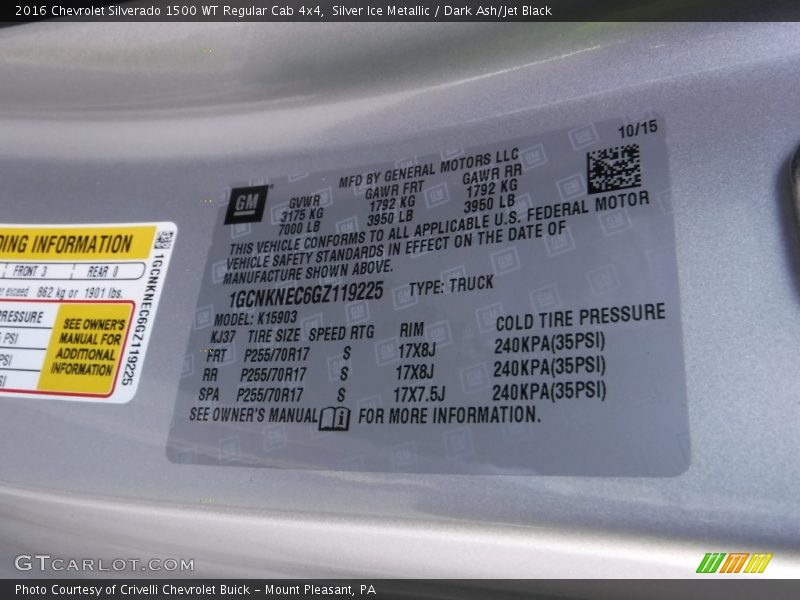 2016 Chevrolet Silverado 1500 WT Regular Cab 4x4,  Silver Ice Metallic / Dark Ash/Jet Black
10/15
MFD BY GENERAL MOTORS LLC
GM
GVWR GAWR FRT GAWR RR
3175 KG 1792 KG 1792 KG
7000 LB 3950 LB 3950 LB
THIS VEHICLE CONFORMS TO ALL APPLICABLE U.S. FEDERAL MOTOR
VEHICLE SAFETY STANDARDS IN EFFECT ON THE DATE OF
MANUFACTURE SHOWN ABOVE.
1GCNKNEC6GZ119225 TYPE: TRUCK
MODEL: K15903
KJ37 TIRE SIZE SPEED RTG RIM COLD TIRE PRESSURE
FRT P255/70R17 S 17X8J 240KPA(35PSI)
RR P255/70R17 S 17X8J 240KPA(35PSI)
SPA P255/70R17 S 17X7.5J 240KPA(35PSI)
SEE OWNER'S MANUAL i FOR MORE INFORMATION.
INFORMATION
FRONT 3 REAR 0
exceed 862 kg or 1901 lbs.
PSI
PSI
SEE OWNER'S
MANUAL FOR
ADDITIONAL
INFORMATION
1GCNKNEC6GZ119225
GTCARLOT.COM
Photo Courtesy of Crivelli Chevrolet Buick – Mount Pleasant, PA